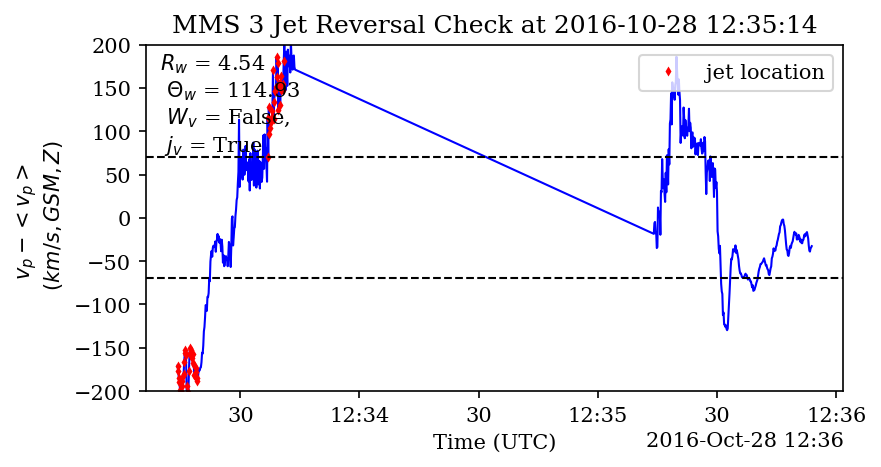 MMS 3 Jet Reversal Check at 2016-10-28 12:35:14
200
150
100
50
0
−50
−100
−150
−200
v_p − < v_p >
(km/s, GSM, Z)
R_w = 4.54
Θ_w = 114.93
W_v = False,
j_v = True
jet location
30
12:34
30
12:35
30
12:36
Time (UTC)
2016-Oct-28 12:36